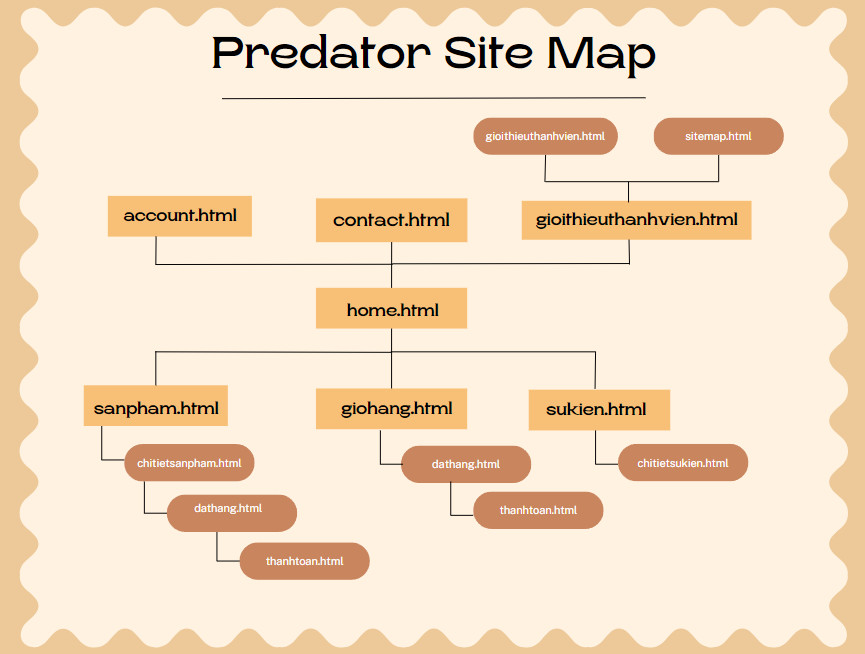 Predator Site Map
gioithieuthanhvien.html
sitemap.html
account.html
contact.html
gioithieuthanhvien.html
home.html
sanpham.html
giohang.html
sukien.html
chitietsanpham.html
dathang.html
chitietsukien.html
dathang.html
thanhtoan.html
thanhtoan.html